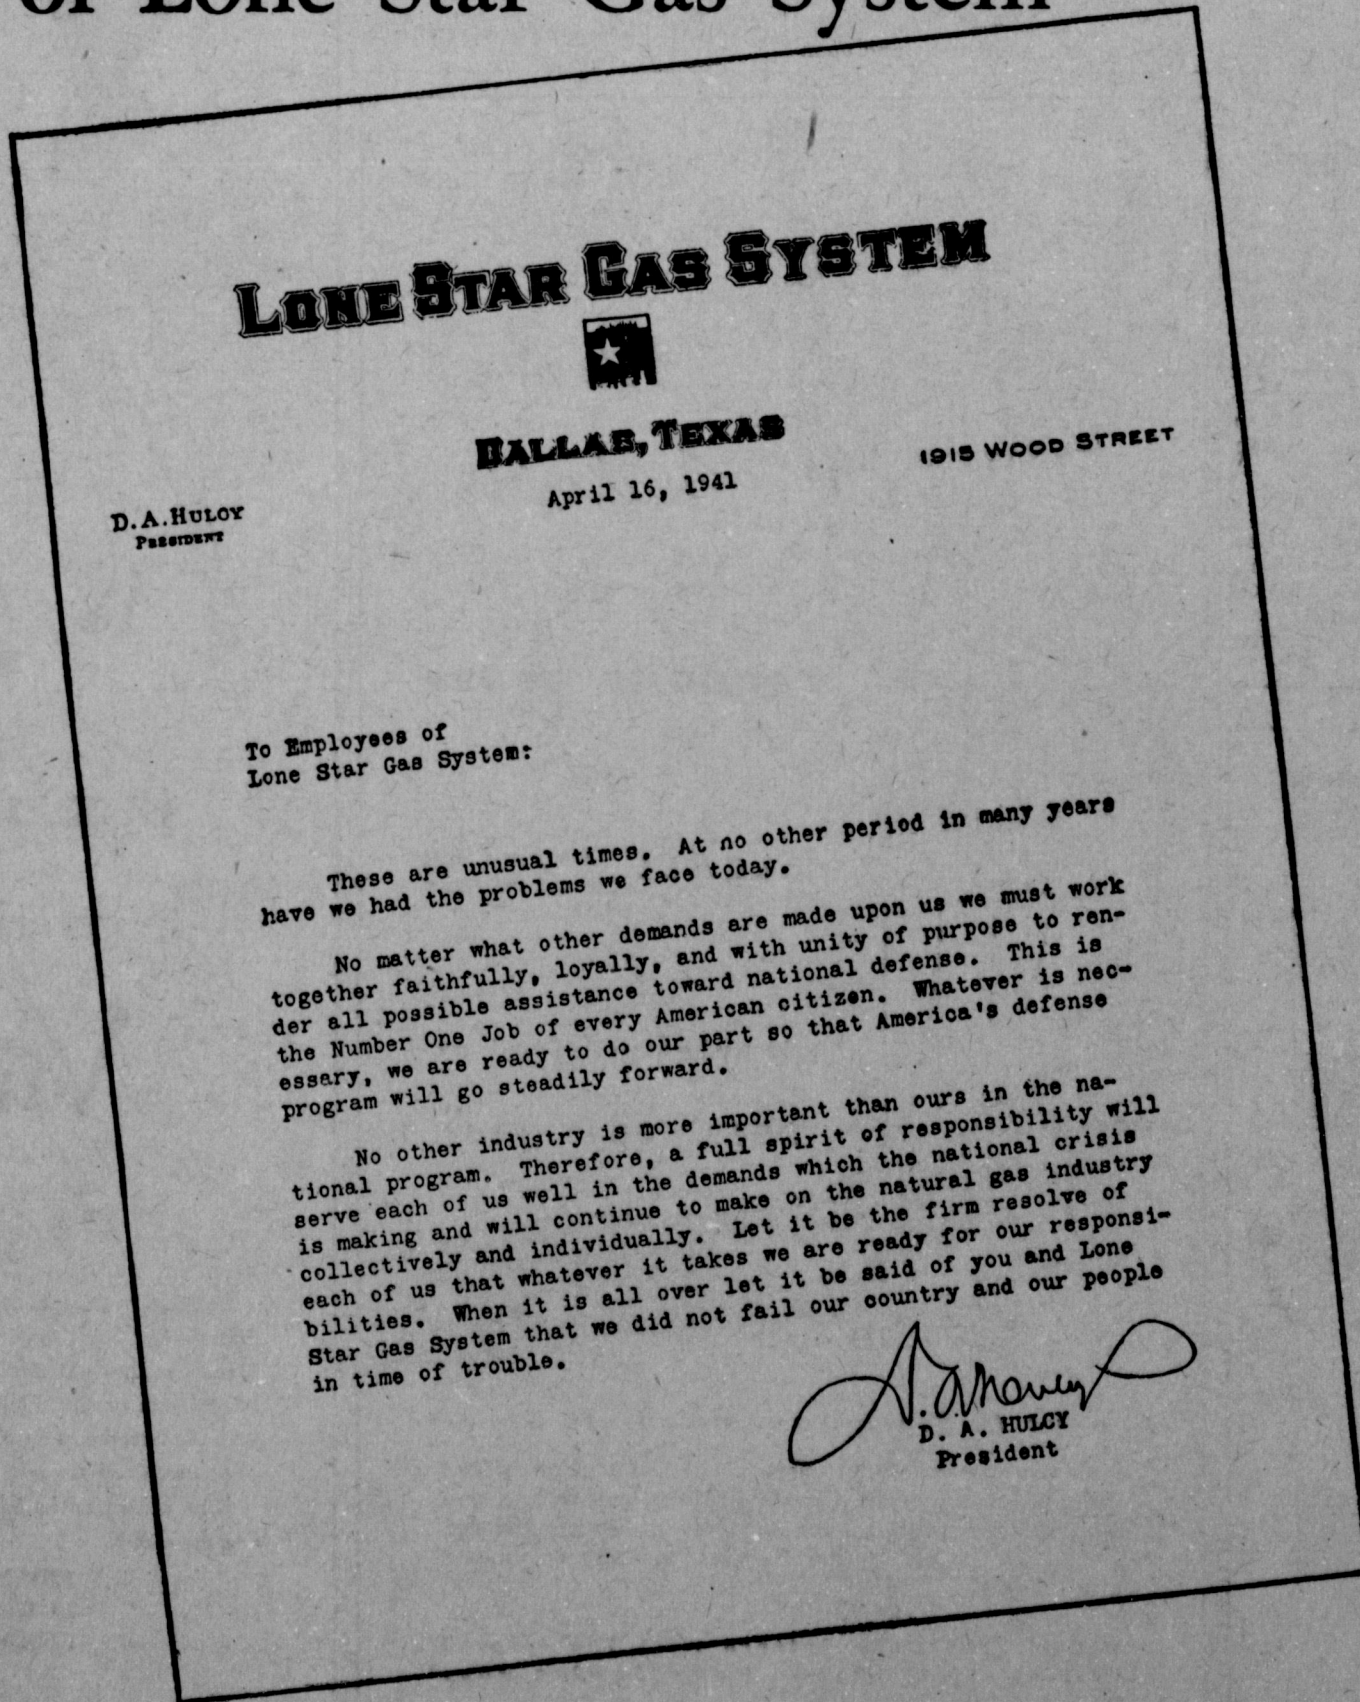 of Lone Star Gas System
LONE STAR GAS SYSTEM
DALLAS, TEXAS
1915 WOOD STREET
April 16, 1941
D. A. HULCY
PRESIDENT
To Employees of
Lone Star Gas System:
These are unusual times. At no other period in many years
have we had the problems we face today.
No matter what other demands are made upon us we must work
together faithfully, loyally, and with unity of purpose to ren-
der all possible assistance toward national defense. This is
the Number One Job of every American citizen. Whatever is nec-
essary, we are ready to do our part so that America's defense
program will go steadily forward.
No other industry is more important than ours in the na-
tional program. Therefore, a full spirit of responsibility will
serve each of us well in the demands which the national crisis
is making and will continue to make on the natural gas industry
collectively and individually. Let it be the firm resolve of
each of us that whatever it takes we are ready for our responsi-
bilities. When it is all over let it be said of you and Lone
Star Gas System that we did not fail our country and our people
in time of trouble.
D. A. Hulcy
D. A. HULCY
President